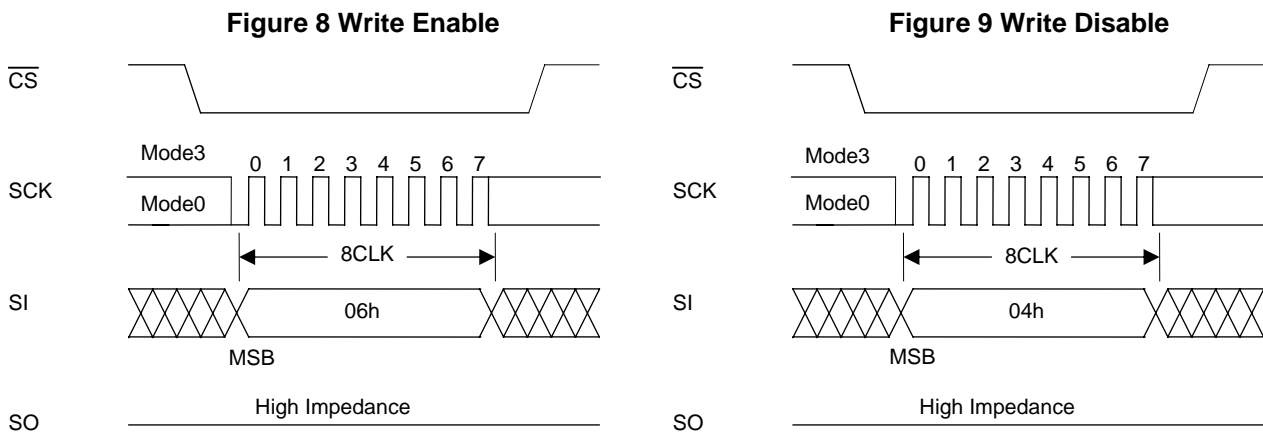 Figure 8 Write Enable
CS
Mode3
0 1 2 3 4 5 6 7
SCK
Mode0
8CLK
SI
06h
MSB
High Impedance
SO
Figure 9 Write Disable
CS
Mode3
0 1 2 3 4 5 6 7
SCK
Mode0
8CLK
SI
04h
MSB
High Impedance
SO